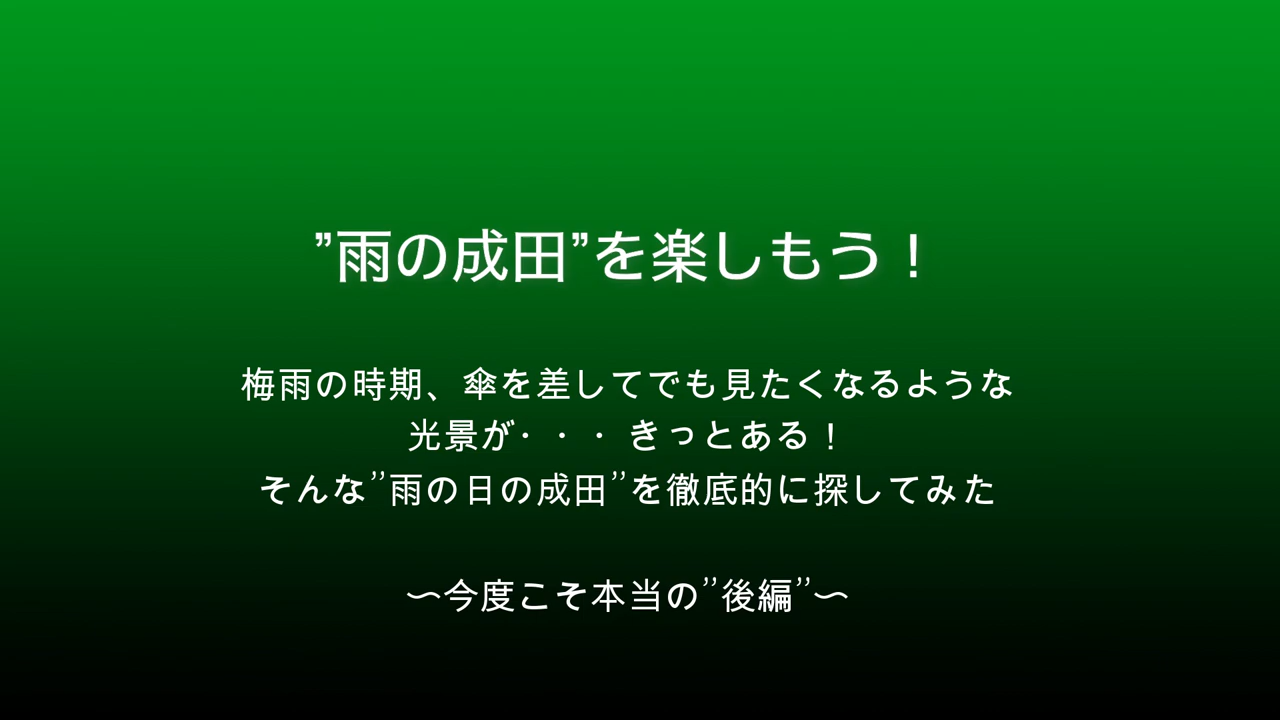 ”雨の成田”を楽しもう！
梅雨の時期、傘を差してでも見たくなるような
光景が・・・きっとある！
そんな”雨の日の成田”を徹底的に探してみた
〜今度こそ本当の”後編”〜